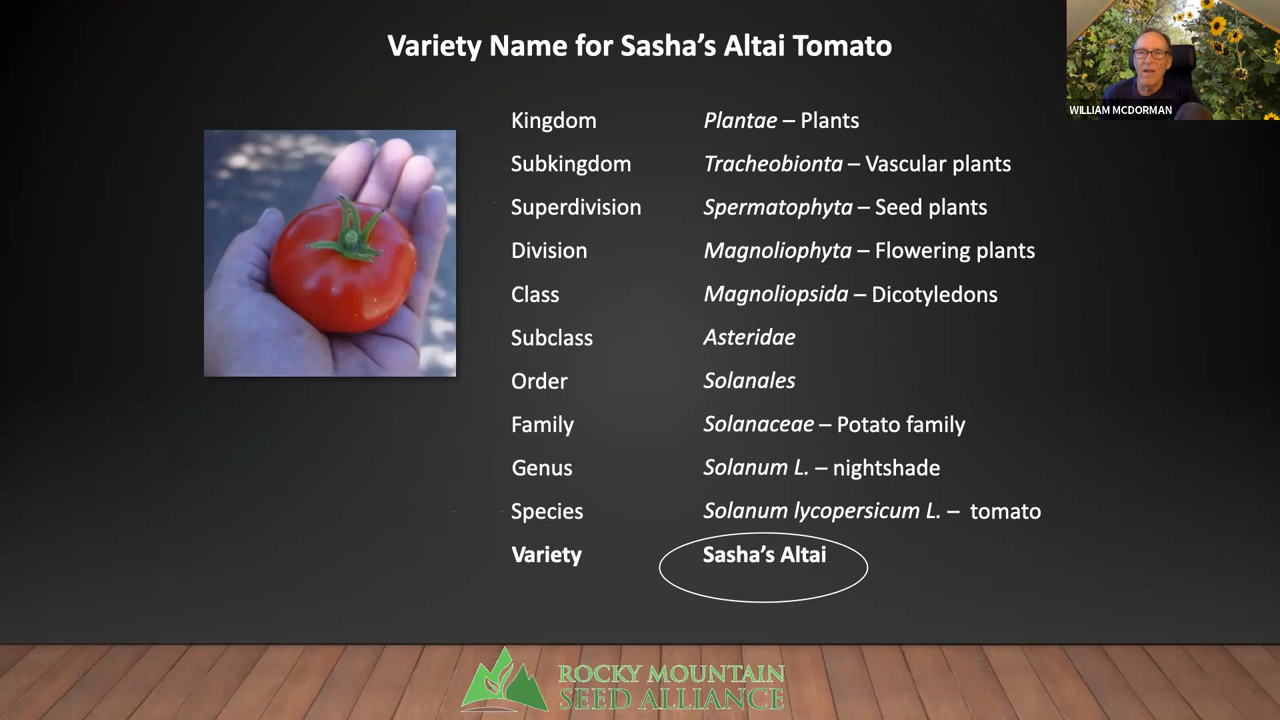 Variety Name for Sasha's Altai Tomato
WILLIAM MCDORMAN
Kingdom Plantae – Plants
Subkingdom Tracheobionta – Vascular plants
Superdivision Spermatophyta – Seed plants
Division Magnoliophyta – Flowering plants
Class Magnoliopsida – Dicotyledons
Subclass Asteridae
Order Solanales
Family Solanaceae – Potato family
Genus Solanum L. – nightshade
Species Solanum lycopersicum L. – tomato
Variety Sasha's Altai
ROCKY MOUNTAIN
SEED ALLIANCE